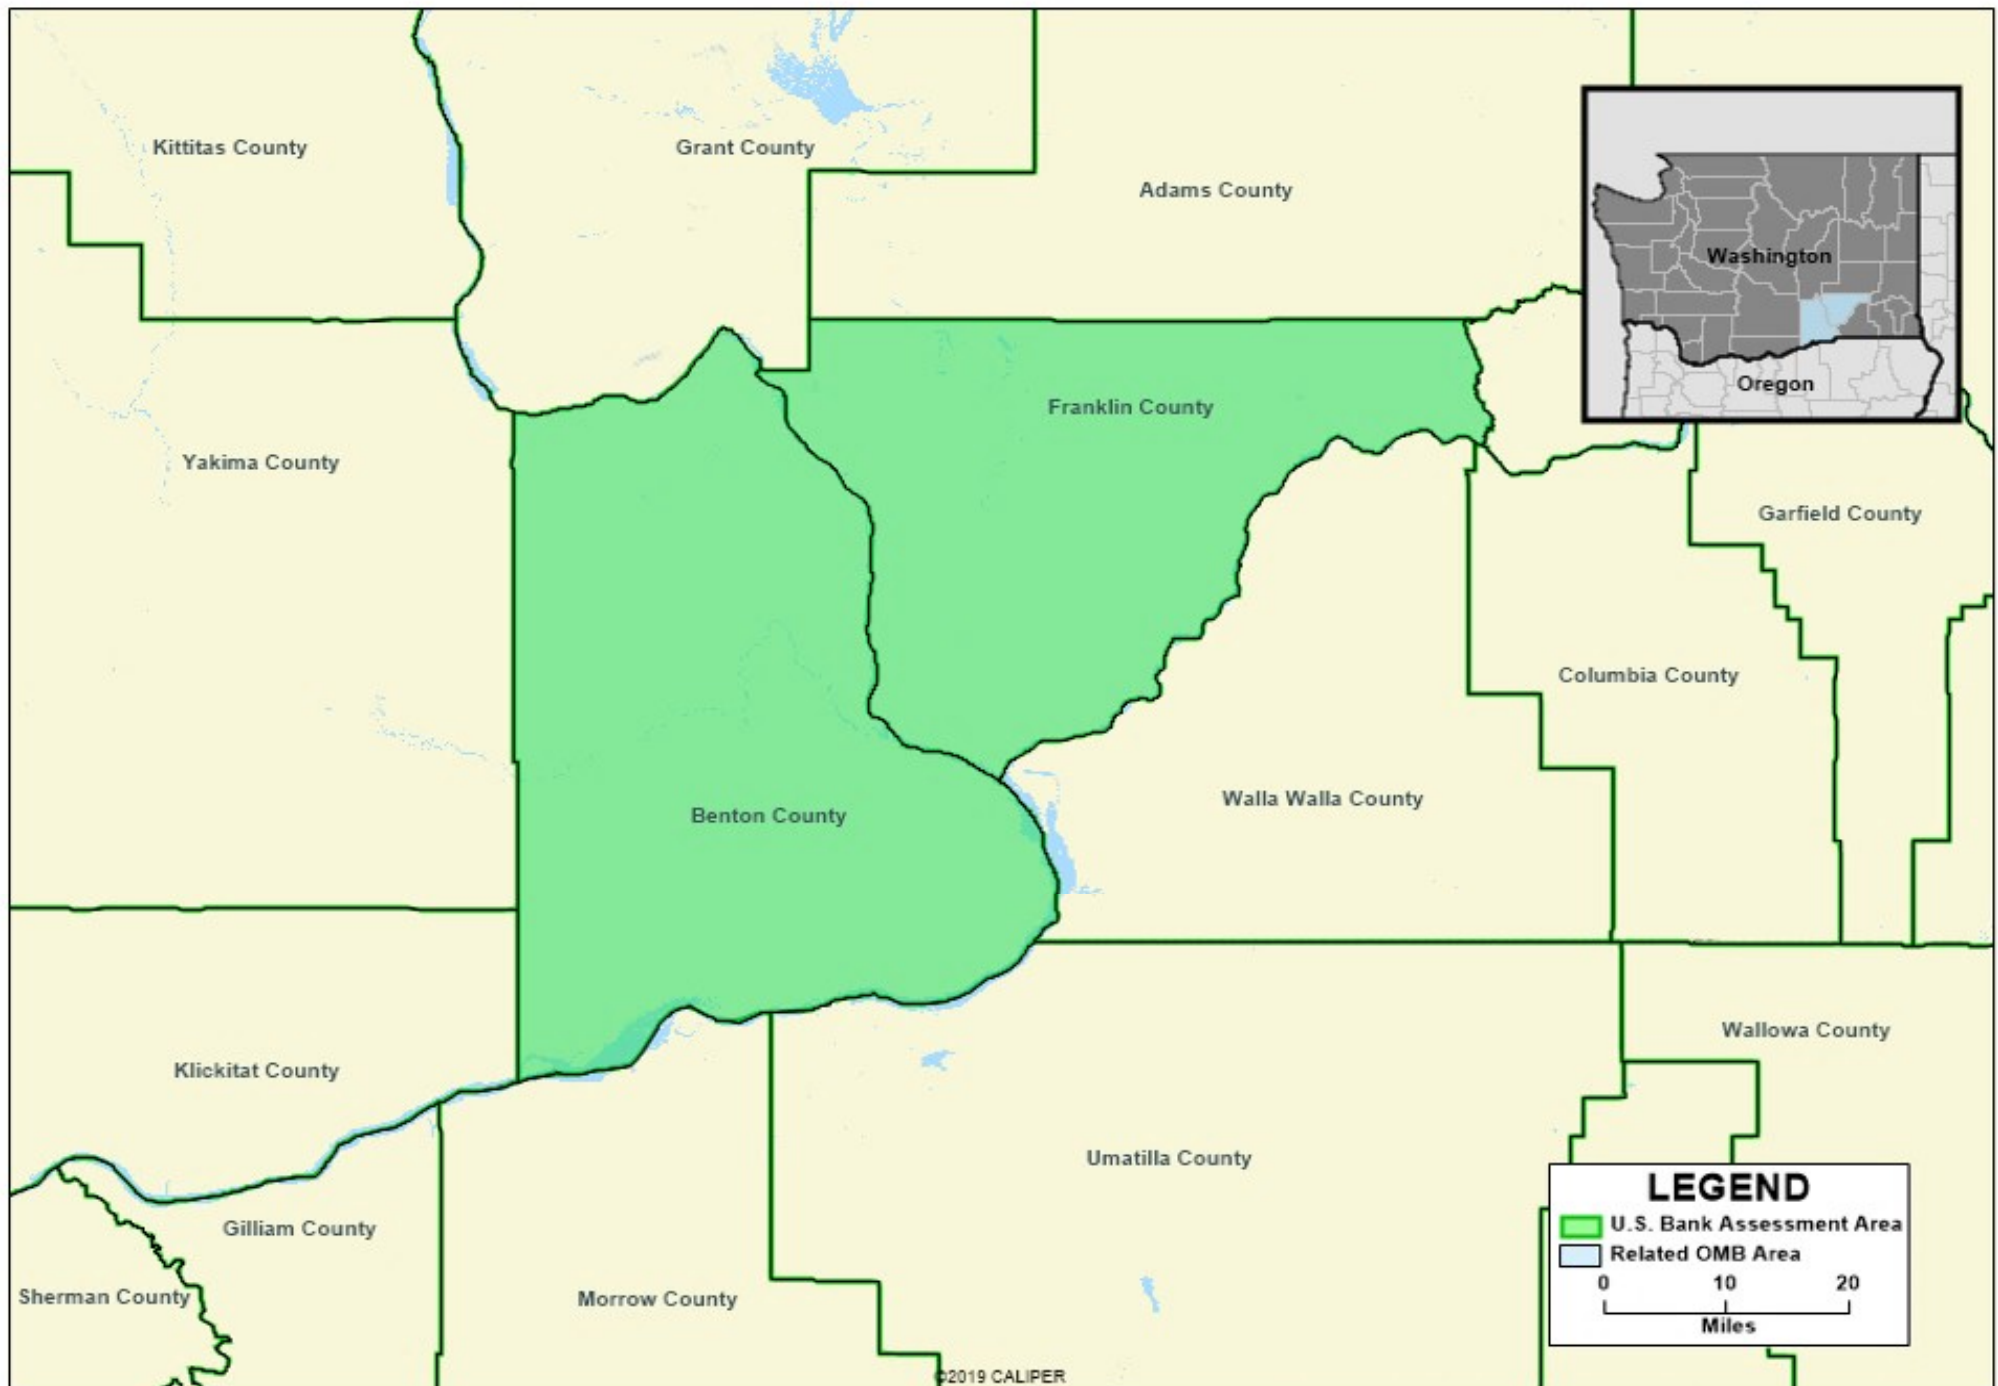 Kittitas County
Grant County
Adams County
Washington
Oregon
Franklin County
Yakima County
Garfield County
Columbia County
Walla Walla County
Benton County
Wallowa County
Klickitat County
Umatilla County
Gilliam County
Sherman County
Morrow County
LEGEND
U.S. Bank Assessment Area
Related OMB Area
0 10 20
Miles
©2019 CALIPER